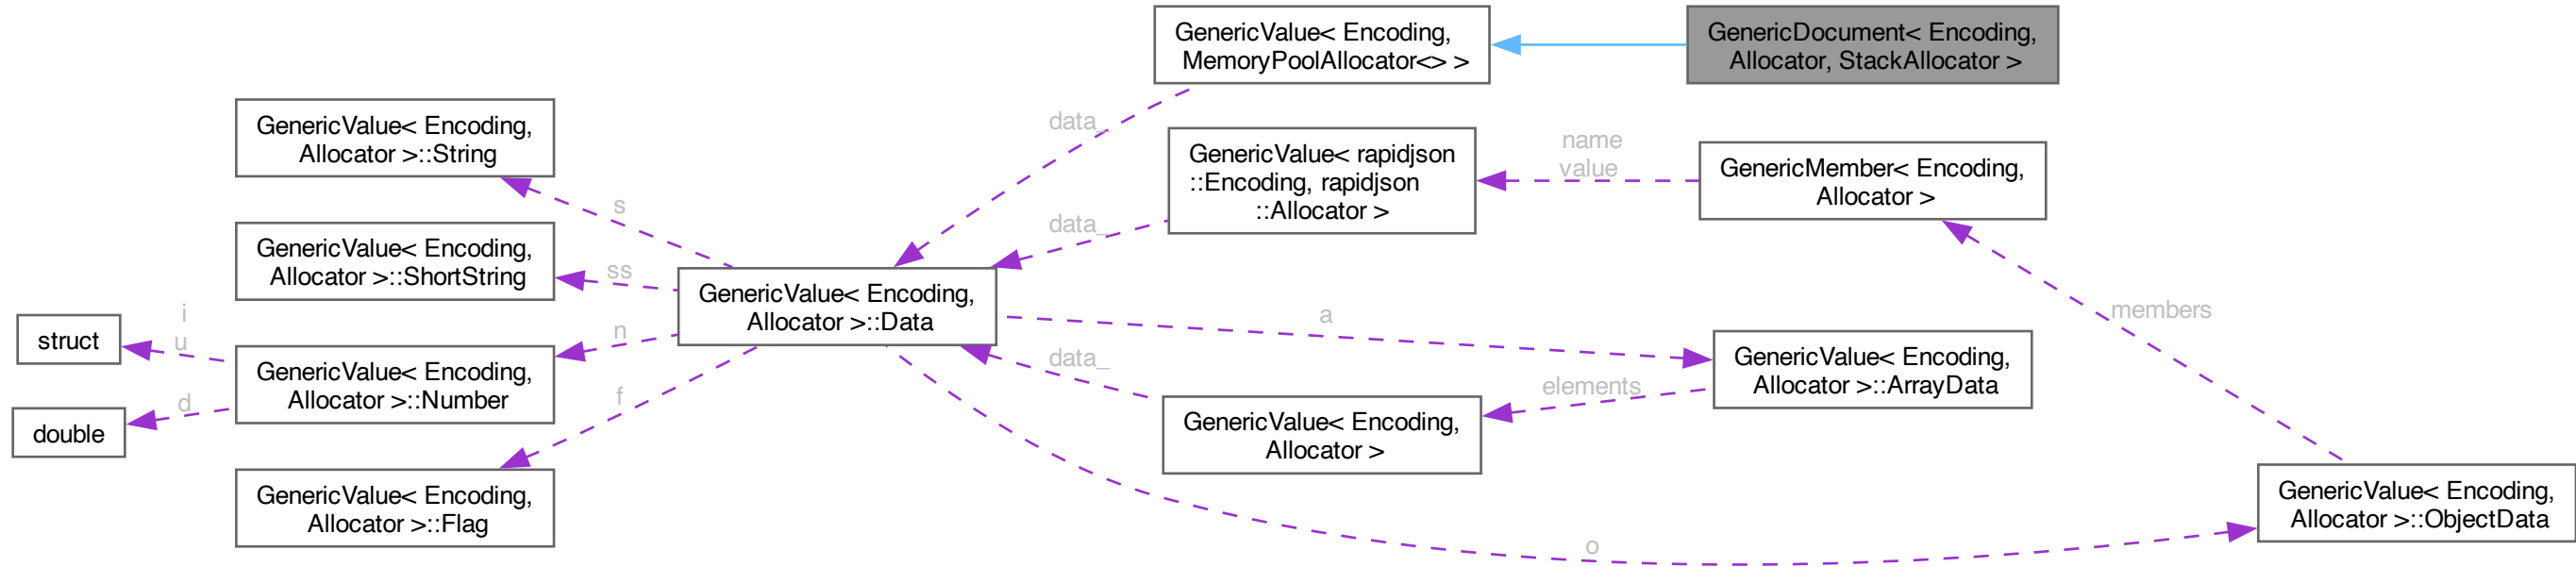 GenericValue< Encoding,
MemoryPoolAllocator<> >
GenericDocument< Encoding,
Allocator, StackAllocator >
data_
GenericValue< Encoding,
Allocator >::String
GenericValue< rapidjson
::Encoding, rapidjson
::Allocator >
name
value
GenericMember< Encoding,
Allocator >
s
data_
GenericValue< Encoding,
Allocator >::ShortString
ss
GenericValue< Encoding,
Allocator >::Data
a
members
i
u
struct
n
GenericValue< Encoding,
Allocator >::Number
data_
elements
GenericValue< Encoding,
Allocator >::ArrayData
d
double
f
GenericValue< Encoding,
Allocator >
GenericValue< Encoding,
Allocator >::Flag
o
GenericValue< Encoding,
Allocator >::ObjectData